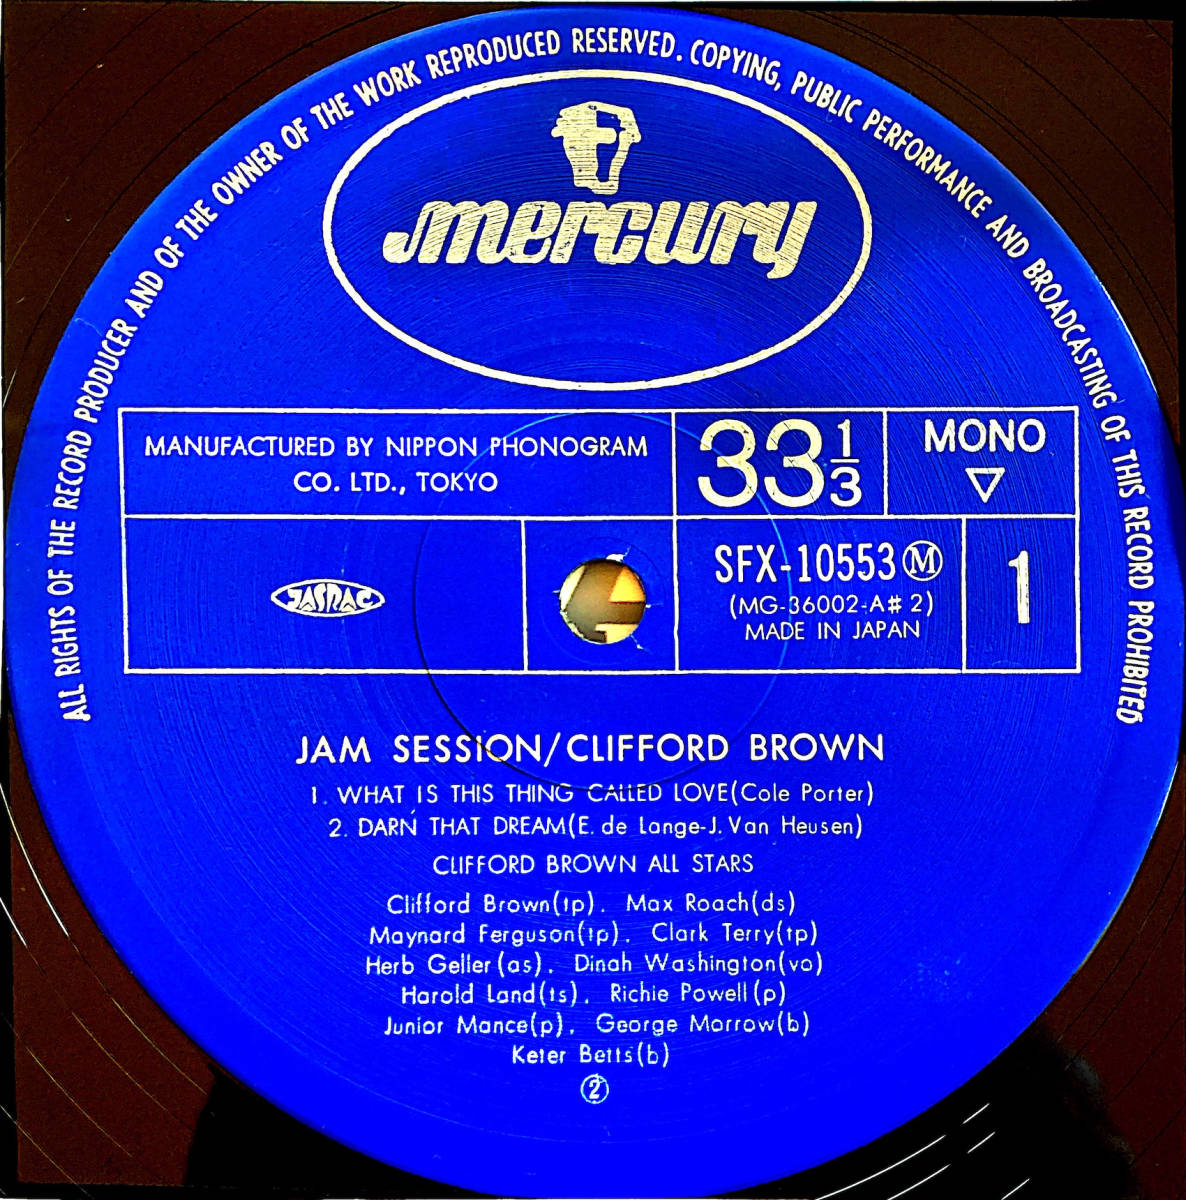 ALL RIGHTS OF THE RECORD PRODUCER AND OF THE OWNER OF THE WORK REPRODUCED RESERVED. COPYING, PUBLIC PERFORMANCE AND BROADCASTING OF THIS RECORD PROHIBITED
mercury
MANUFACTURED BY NIPPON PHONOGRAM
CO. LTD., TOKYO
33 1/3
MONO
▽
JASRAC
SFX-10553 Ⓜ
(MG-36002-A# 2)
MADE IN JAPAN
1
JAM SESSION/CLIFFORD BROWN
1. WHAT IS THIS THING CALLED LOVE(Cole Porter)
2. DARN THAT DREAM(E. de Lange-J. Van Heusen)
CLIFFORD BROWN ALL STARS
Clifford Brown(tp). Max Roach(ds)
Maynard Ferguson(tp). Clark Terry(tp)
Herb Geller(as). Dinah Washington(vo)
Harold Land(ts). Richie Powell(p)
Junior Mance(p). George Morrow(b)
Keter Betts(b)
②